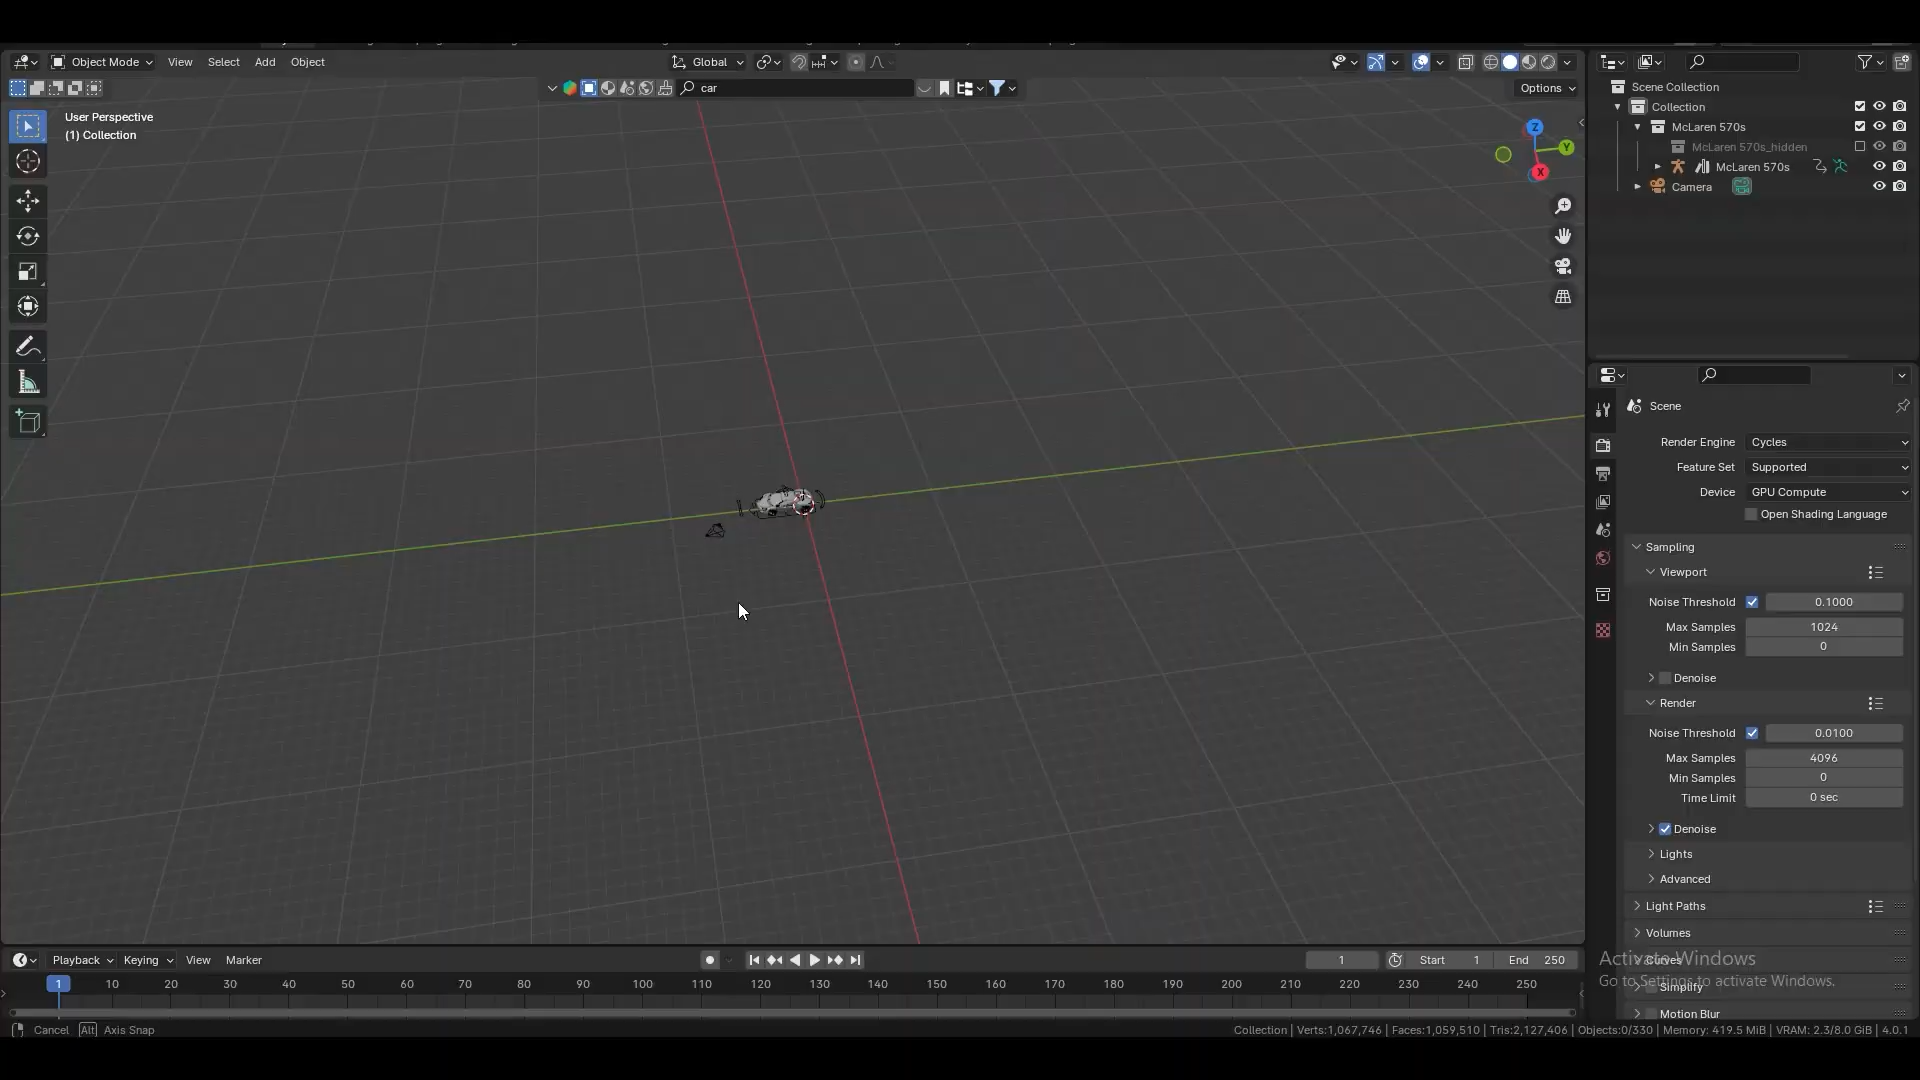 Object Mode View Select Add Object Global
car Options
User Perspective
(1) Collection
Z
Y
X
Scene Collection
Collection
McLaren 570s
McLaren 570s_hidden
McLaren 570s
Camera
Scene
Render Engine Cycles
Feature Set Supported
Device GPU Compute
Open Shading Language
Sampling
Viewport
Noise Threshold 0.1000
Max Samples 1024
Min Samples 0
Denoise
Render
Noise Threshold 0.0100
Max Samples 4096
Min Samples 0
Time Limit 0 sec
Denoise
Lights
Advanced
Light Paths
Volumes
Curves
Activate Windows
Go to Settings to activate Windows.
Simplify
Motion Blur
Playback Keying View Marker 1 Start 1 End 250
1 10 20 30 40 50 60 70 80 90 100 110 120 130 140 150 160 170 180 190 200 210 220 230 240 250
Cancel Alt Axis Snap
Collection | Verts:1,067,746 | Faces:1,059,510 | Tris:2,127,406 | Objects:0/330 | Memory: 419.5 MiB | VRAM: 2.3/8.0 GiB | 4.0.1